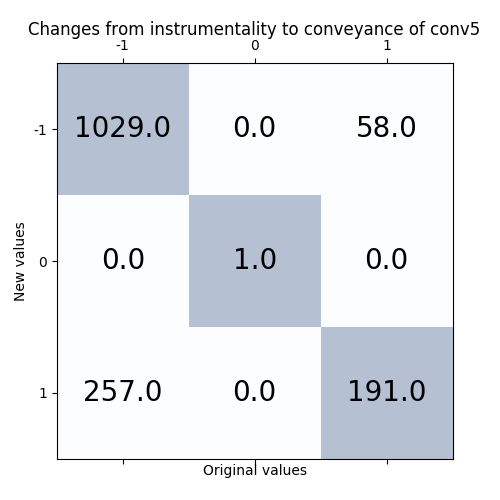 Changes from instrumentality to conveyance of conv5
-1 0 1
-1 1029.0 0.0 58.0
0 0.0 1.0 0.0
1 257.0 0.0 191.0
New values
Original values